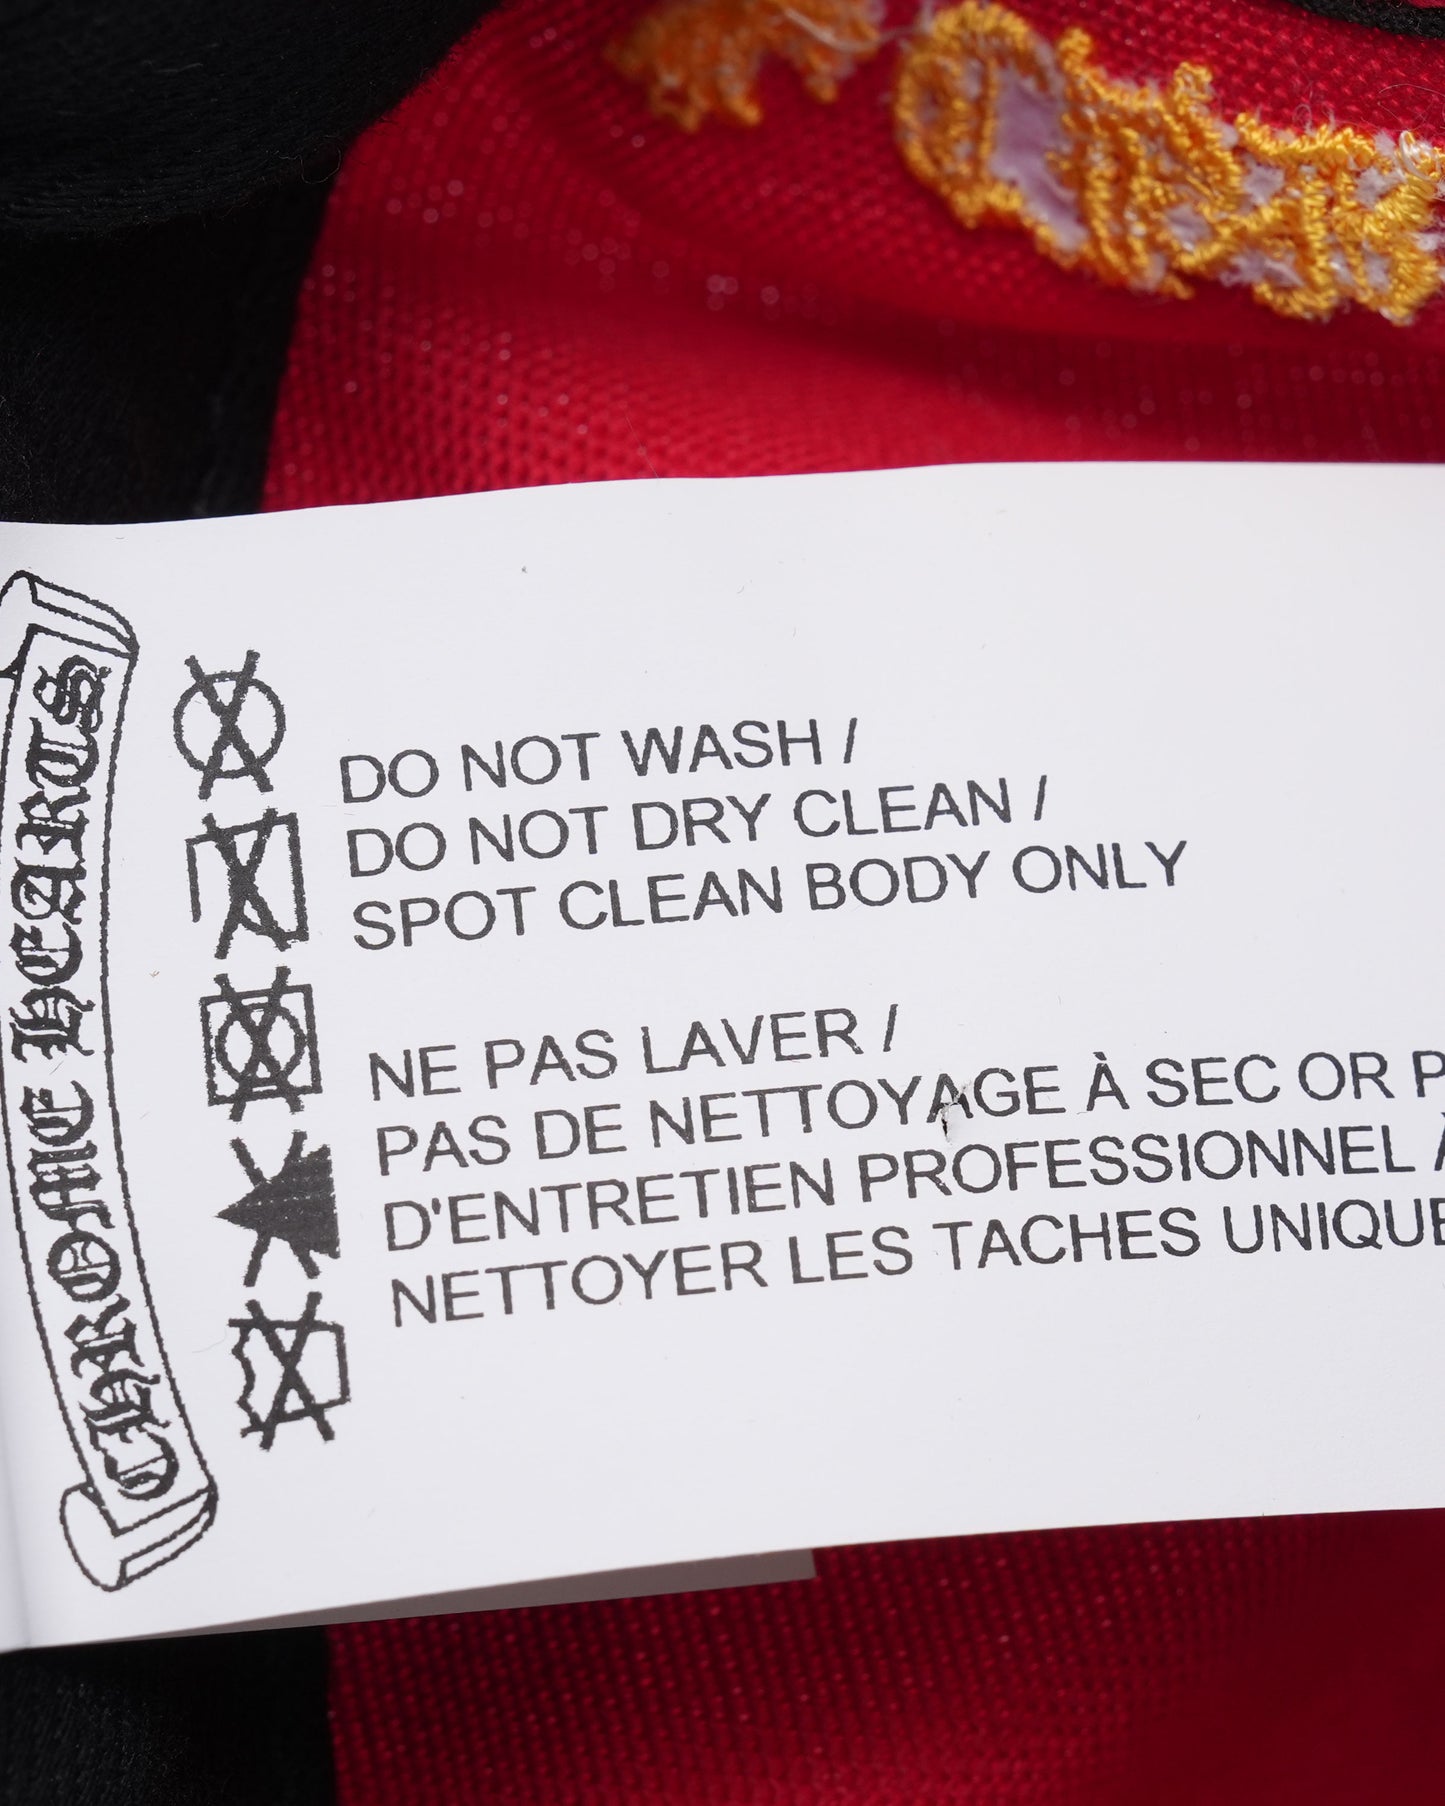 CHROME HEARTS
DO NOT WASH /
DO NOT DRY CLEAN /
SPOT CLEAN BODY ONLY
NE PAS LAVER /
PAS DE NETTOYAGE À SEC OR P
D'ENTRETIEN PROFESSIONNEL À
NETTOYER LES TACHES UNIQUE